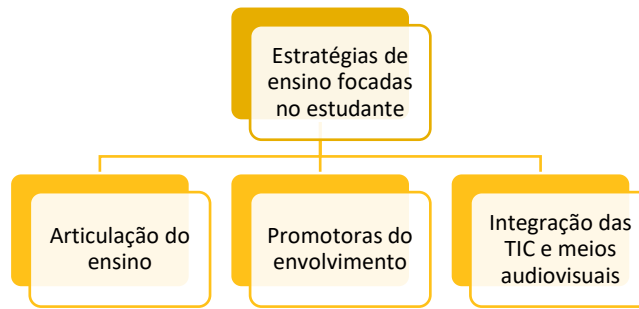 Estratégias de
ensino focadas
no estudante
Articulação do
ensino
Promotoras do
envolvimento
Integração das
TIC e meios
audiovisuais